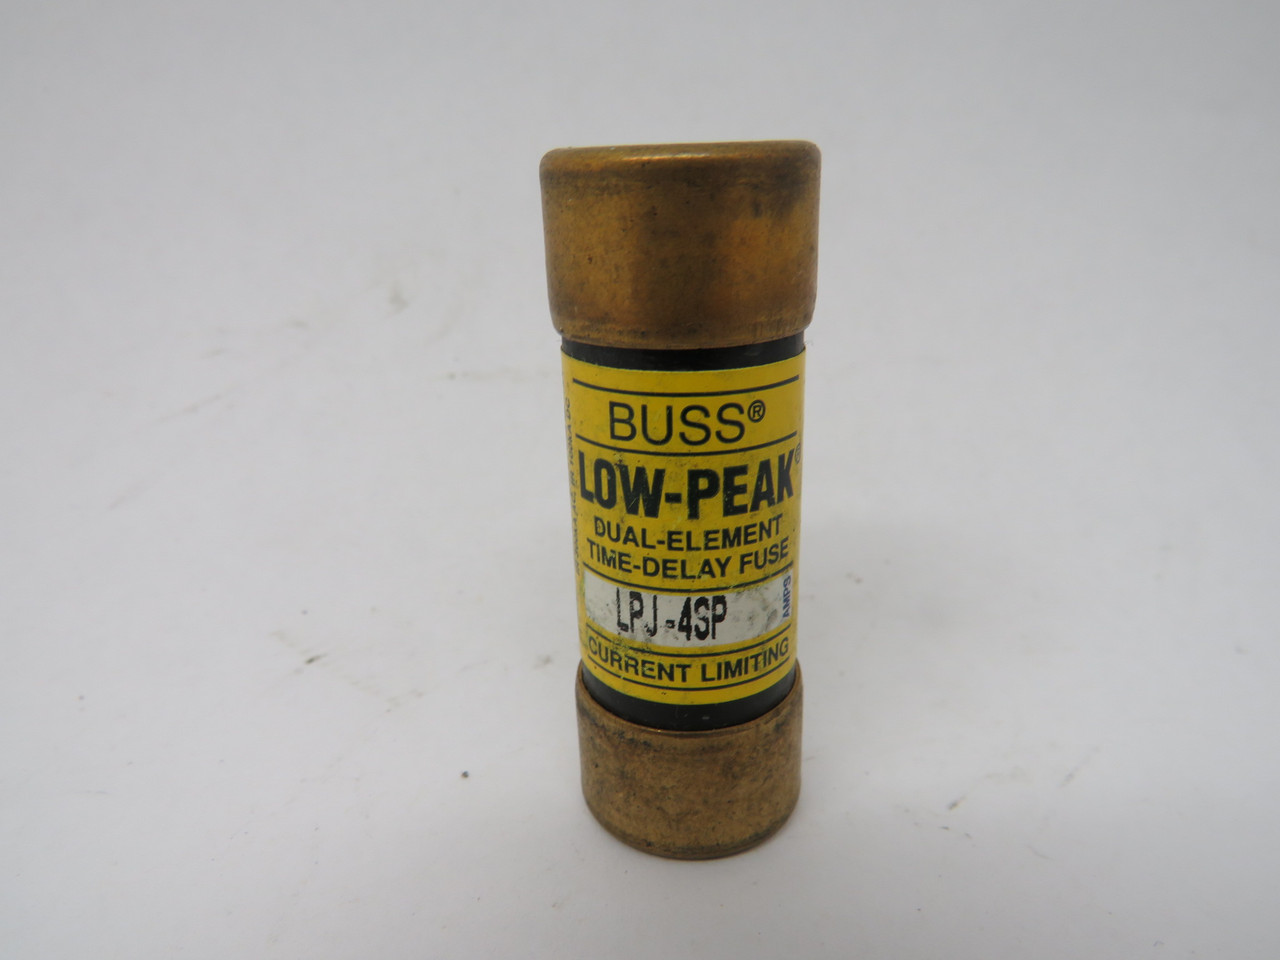 BUSS®
LOW-PEAK®
DUAL-ELEMENT
TIME-DELAY FUSE
LPJ-4SP
AMPS
CURRENT LIMITING